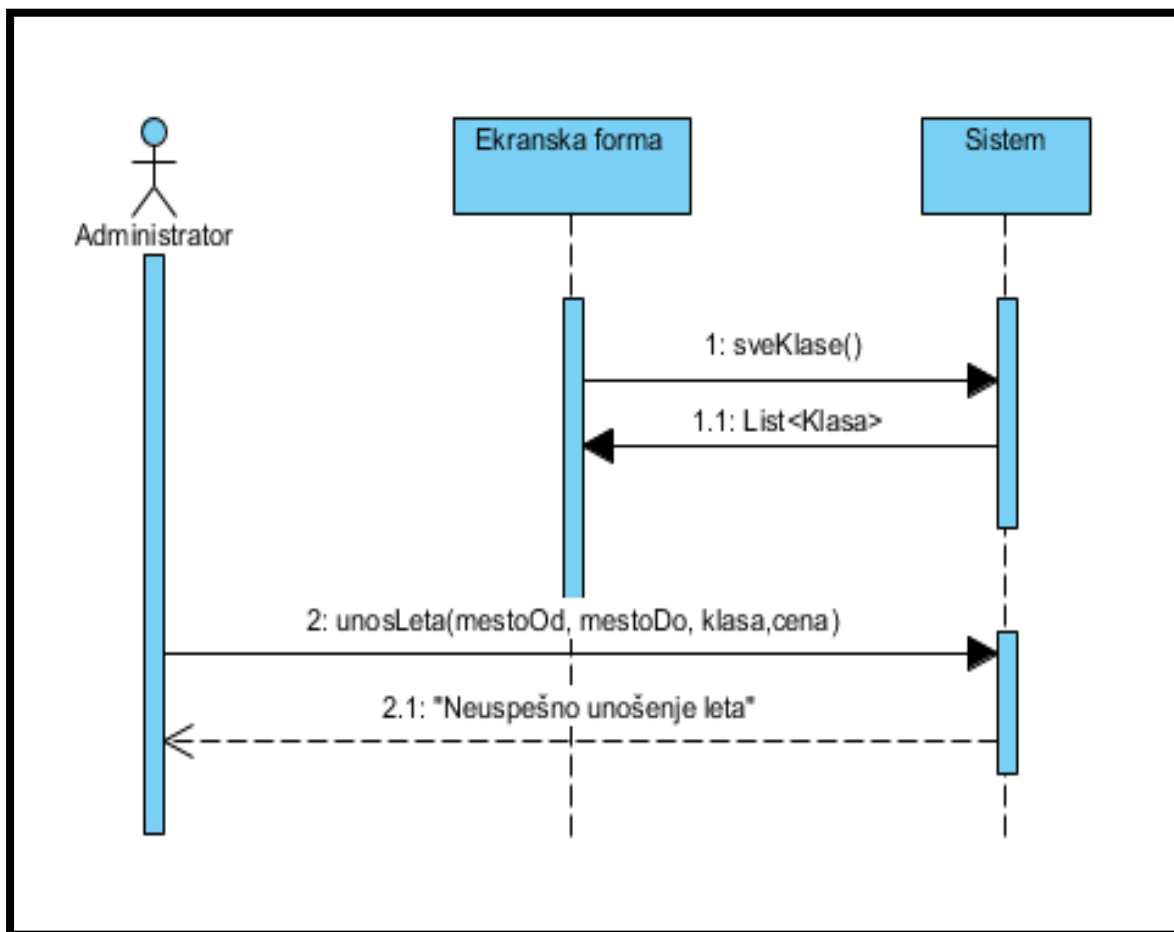 Ekranska forma
Sistem
Administrator
1: sveKlase()
1.1: List<Klasa>
2: unosLeta(mestoOd, mestoDo, klasa,cena)
2.1: "Neuspešno unošenje leta"